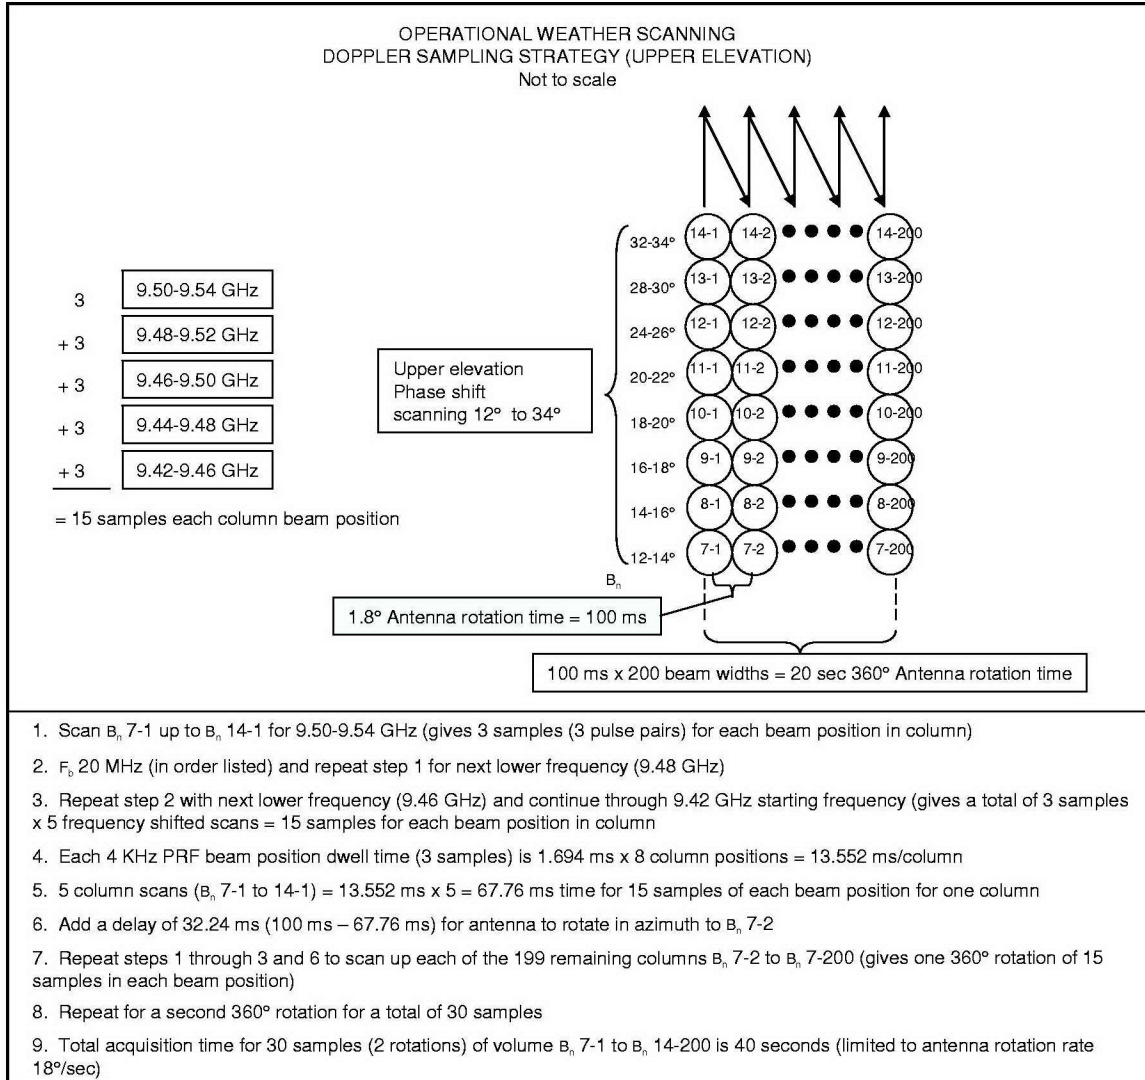 OPERATIONAL WEATHER SCANNING
DOPPLER SAMPLING STRATEGY (UPPER ELEVATION)
Not to scale
3 9.50-9.54 GHz
+ 3 9.48-9.52 GHz
+ 3 9.46-9.50 GHz
+ 3 9.44-9.48 GHz
+ 3 9.42-9.46 GHz
= 15 samples each column beam position
Upper elevation
Phase shift
scanning 12° to 34°
32-34° 14-1 14-2 14-200
28-30° 13-1 13-2 13-200
24-26° 12-1 12-2 12-200
20-22° 11-1 11-2 11-200
18-20° 10-1 10-2 10-200
16-18° 9-1 9-2 9-200
14-16° 8-1 8-2 8-200
12-14° 7-1 7-2 7-200
Bn
1.8° Antenna rotation time = 100 ms
100 ms x 200 beam widths = 20 sec 360° Antenna rotation time
1. Scan Bn 7-1 up to Bn 14-1 for 9.50-9.54 GHz (gives 3 samples (3 pulse pairs) for each beam position in column)
2. Fb 20 MHz (in order listed) and repeat step 1 for next lower frequency (9.48 GHz)
3. Repeat step 2 with next lower frequency (9.46 GHz) and continue through 9.42 GHz starting frequency (gives a total of 3 samples
x 5 frequency shifted scans = 15 samples for each beam position in column
4. Each 4 KHz PRF beam position dwell time (3 samples) is 1.694 ms x 8 column positions = 13.552 ms/column
5. 5 column scans (Bn 7-1 to 14-1) = 13.552 ms x 5 = 67.76 ms time for 15 samples of each beam position for one column
6. Add a delay of 32.24 ms (100 ms – 67.76 ms) for antenna to rotate in azimuth to Bn 7-2
7. Repeat steps 1 through 3 and 6 to scan up each of the 199 remaining columns Bn 7-2 to Bn 7-200 (gives one 360° rotation of 15
samples in each beam position)
8. Repeat for a second 360° rotation for a total of 30 samples
9. Total acquisition time for 30 samples (2 rotations) of volume Bn 7-1 to Bn 14-200 is 40 seconds (limited to antenna rotation rate
18°/sec)